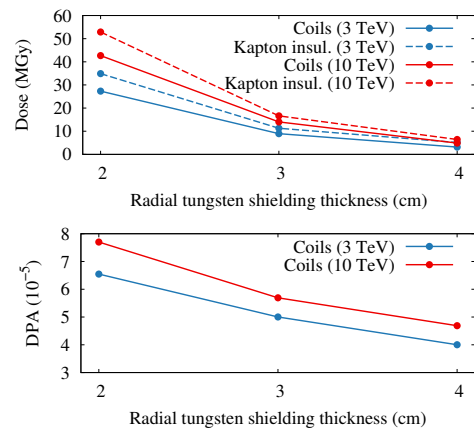 Coils (3 TeV)
Kapton insul. (3 TeV)
Coils (10 TeV)
Kapton insul. (10 TeV)
Dose (MGy)
60
50
40
30
20
10
0
2 3 4
Radial tungsten shielding thickness (cm)
Coils (3 TeV)
Coils (10 TeV)
DPA (10⁻⁵)
8
7
6
5
4
3
2 3 4
Radial tungsten shielding thickness (cm)